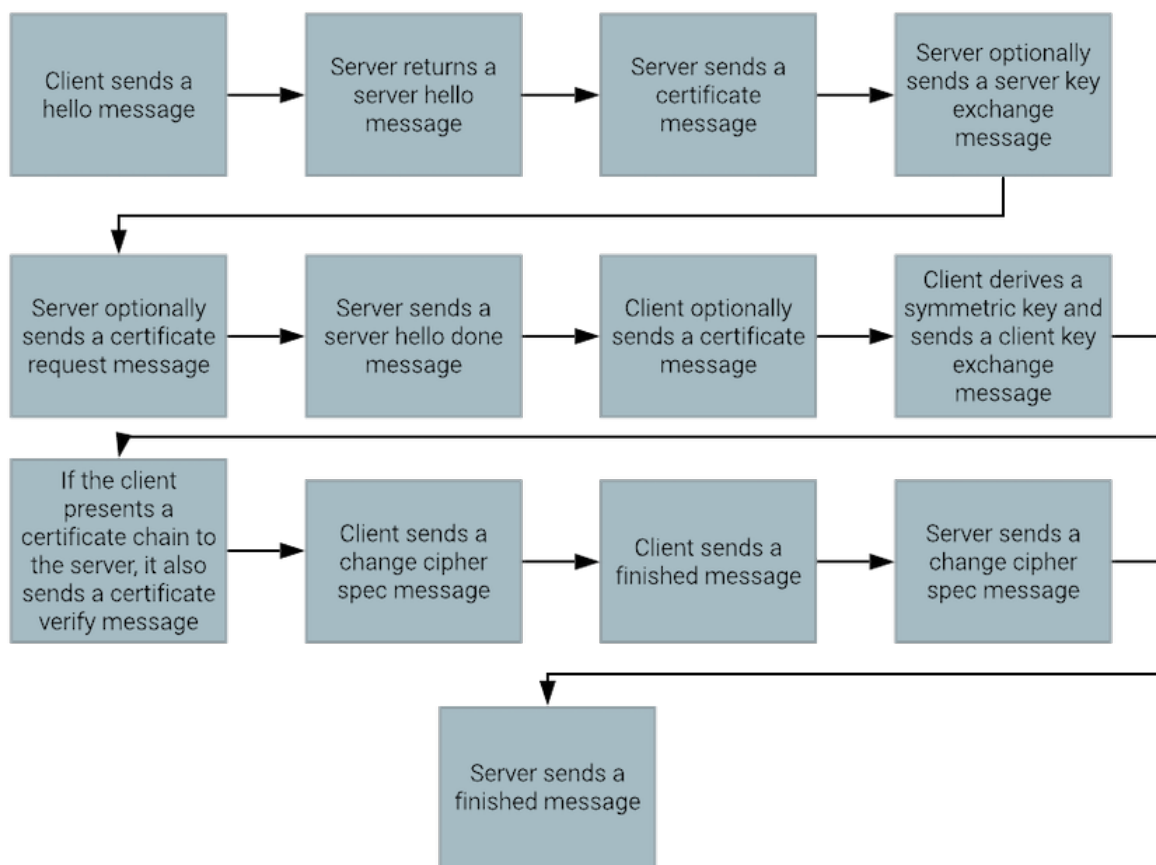 Client sends a
hello message
Server returns a
server hello
message
Server sends a
certificate
message
Server optionally
sends a server key
exchange
message
Server optionally
sends a certificate
request message
Server sends a
server hello done
message
Client optionally
sends a certificate
message
Client derives a
symmetric key and
sends a client key
exchange
message
If the client
presents a
certificate chain to
the server, it also
sends a certificate
verify message
Client sends a
change cipher
spec message
Client sends a
finished message
Server sends a
change cipher
spec message
Server sends a
finished message